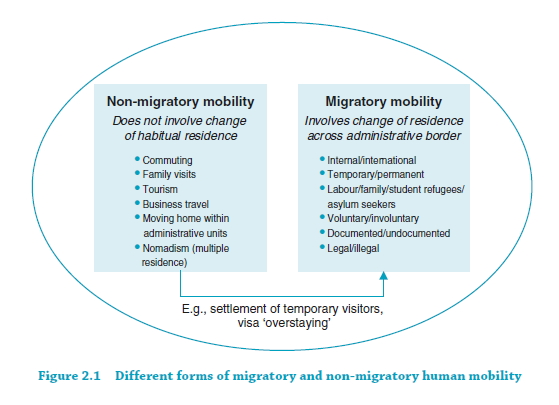 Non-migratory mobility
Does not involve change
of habitual residence
• Commuting
• Family visits
• Tourism
• Business travel
• Moving home within
administrative units
• Nomadism (multiple
residence)
Migratory mobility
Involves change of residence
across administrative border
• Internal/international
• Temporary/permanent
• Labour/family/student refugees/
asylum seekers
• Voluntary/involuntary
• Documented/undocumented
• Legal/illegal
E.g., settlement of temporary visitors,
visa ‘overstaying’
Figure 2.1 Different forms of migratory and non-migratory human mobility